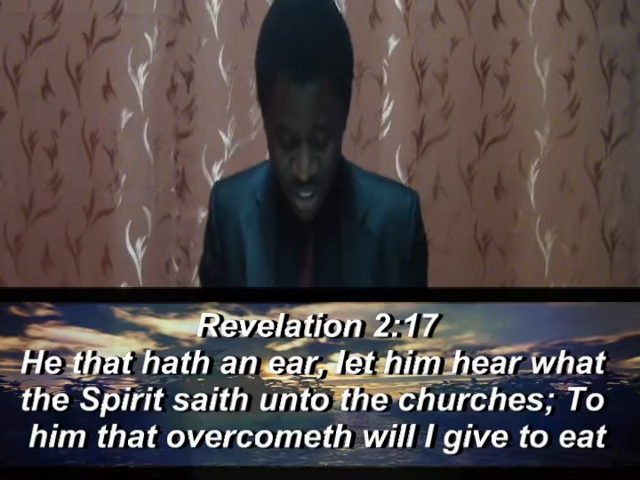 Revelation 2:17
He that hath an ear, let him hear what
the Spirit saith unto the churches; To
him that overcometh will I give to eat